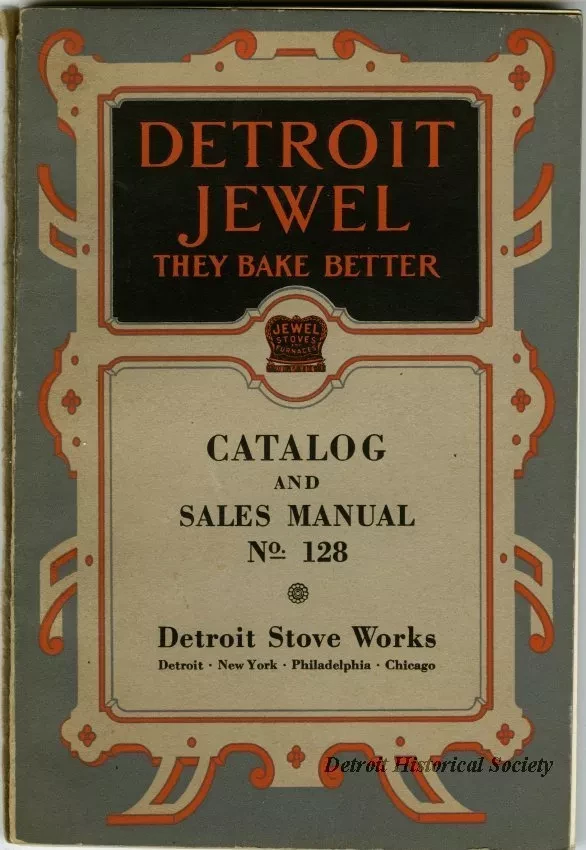 DETROIT
JEWEL
THEY BAKE BETTER
JEWEL
STOVES
FURNACES
CATALOG
AND
SALES MANUAL
No. 128
Detroit Stove Works
Detroit · New York · Philadelphia · Chicago
Detroit Historical Society